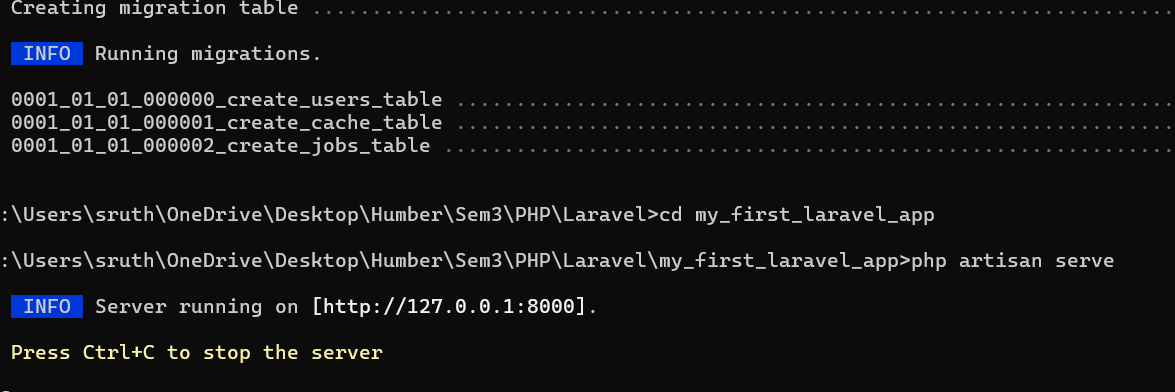 Creating migration table ........................................................................
INFO Running migrations.
0001_01_01_000000_create_users_table ............................................................
0001_01_01_000001_create_cache_table ............................................................
0001_01_01_000002_create_jobs_table .............................................................
:\Users\sruth\OneDrive\Desktop\Humber\Sem3\PHP\Laravel>cd my_first_laravel_app
:\Users\sruth\OneDrive\Desktop\Humber\Sem3\PHP\Laravel\my_first_laravel_app>php artisan serve
INFO Server running on [http://127.0.0.1:8000].
Press Ctrl+C to stop the server